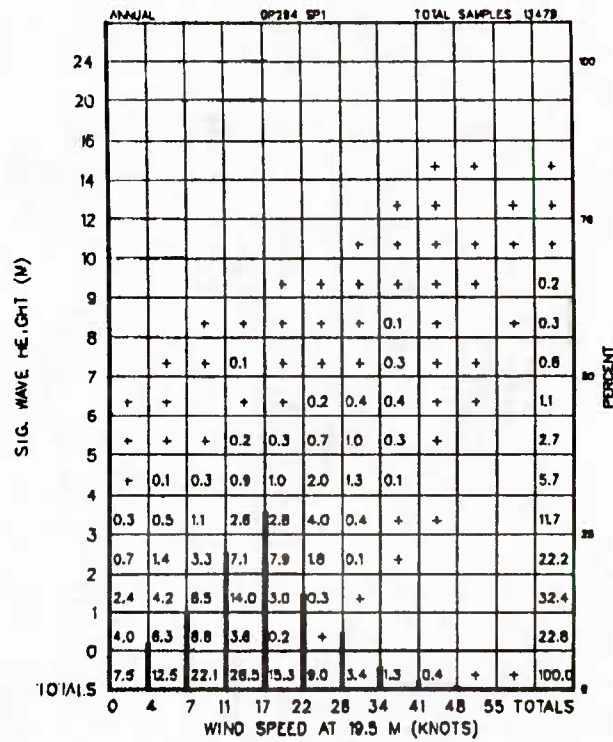 ANNUAL SP1 TOTAL SAMPLES
24 100
20
16
+ + +
14
+ + + +
12 75
+ + + + + +
10
+ + + + + + 0.2
9
+ + + + + 0.1 + + 0.3
8
+ + 0.1 + + + 0.3 + + 0.8
7 50
+ + + + 0.2 0.4 0.4 + + 1.1
6
+ + + 0.2 0.3 0.7 1.0 0.3 + 2.7
5
+ 0.1 0.3 0.9 1.0 2.0 1.3 0.1 5.7
4
0.3 0.5 1.1 2.6 2.8 4.0 0.4 + + 11.7
3 25
0.7 1.4 3.3 7.1 7.9 1.8 0.1 + 22.2
2
2.4 4.2 8.5 14.0 3.0 0.3 + 32.4
1
4.0 6.3 8.8 3.6 0.2 + 22.8
0
TOTALS 7.5 12.5 22.1 28.5 15.3 9.0 3.4 1.3 0.4 + + 100.0 0
0 4 7 11 17 22 28 34 41 48 55 TOTALS
WIND SPEED AT 19.5 M (KNOTS)
SIG. WAVE HEIGHT (M)
PERCENT